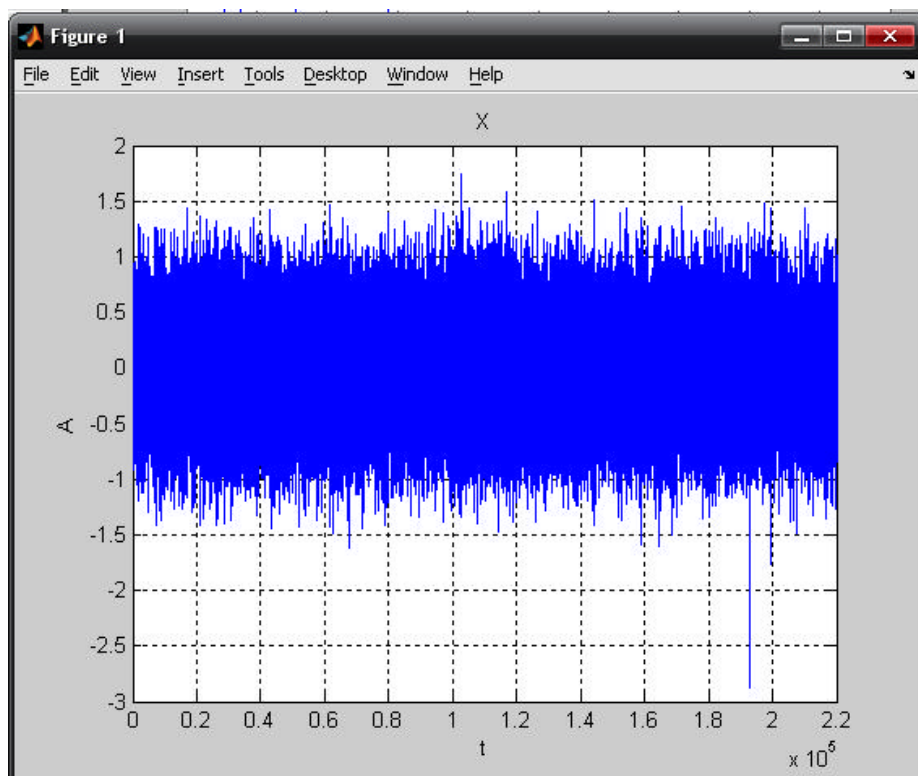 Figure 1
File Edit View Insert Tools Desktop Window Help
X
2
1.5
1
0.5
0
-0.5
-1
-1.5
-2
-2.5
-3
A
0 0.2 0.4 0.6 0.8 1 1.2 1.4 1.6 1.8 2 2.2
t
x 10^5